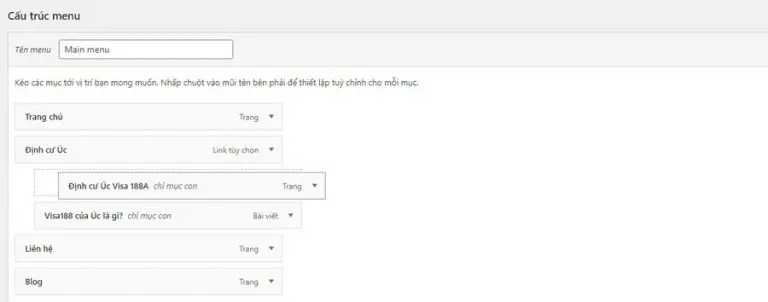 Cấu trúc menu
Tên menu Main menu
Kéo các mục tới vị trí bạn mong muốn. Nhấp chuột vào mũi tên bên phải để thiết lập tuỳ chỉnh cho mỗi mục.
Trang chủ Trang
Định cư Úc Link tùy chọn
Định cư Úc Visa 188A chỉ mục con Trang
Visa188 của Úc là gì? chỉ mục con Bài viết
Liên hệ Trang
Blog Trang